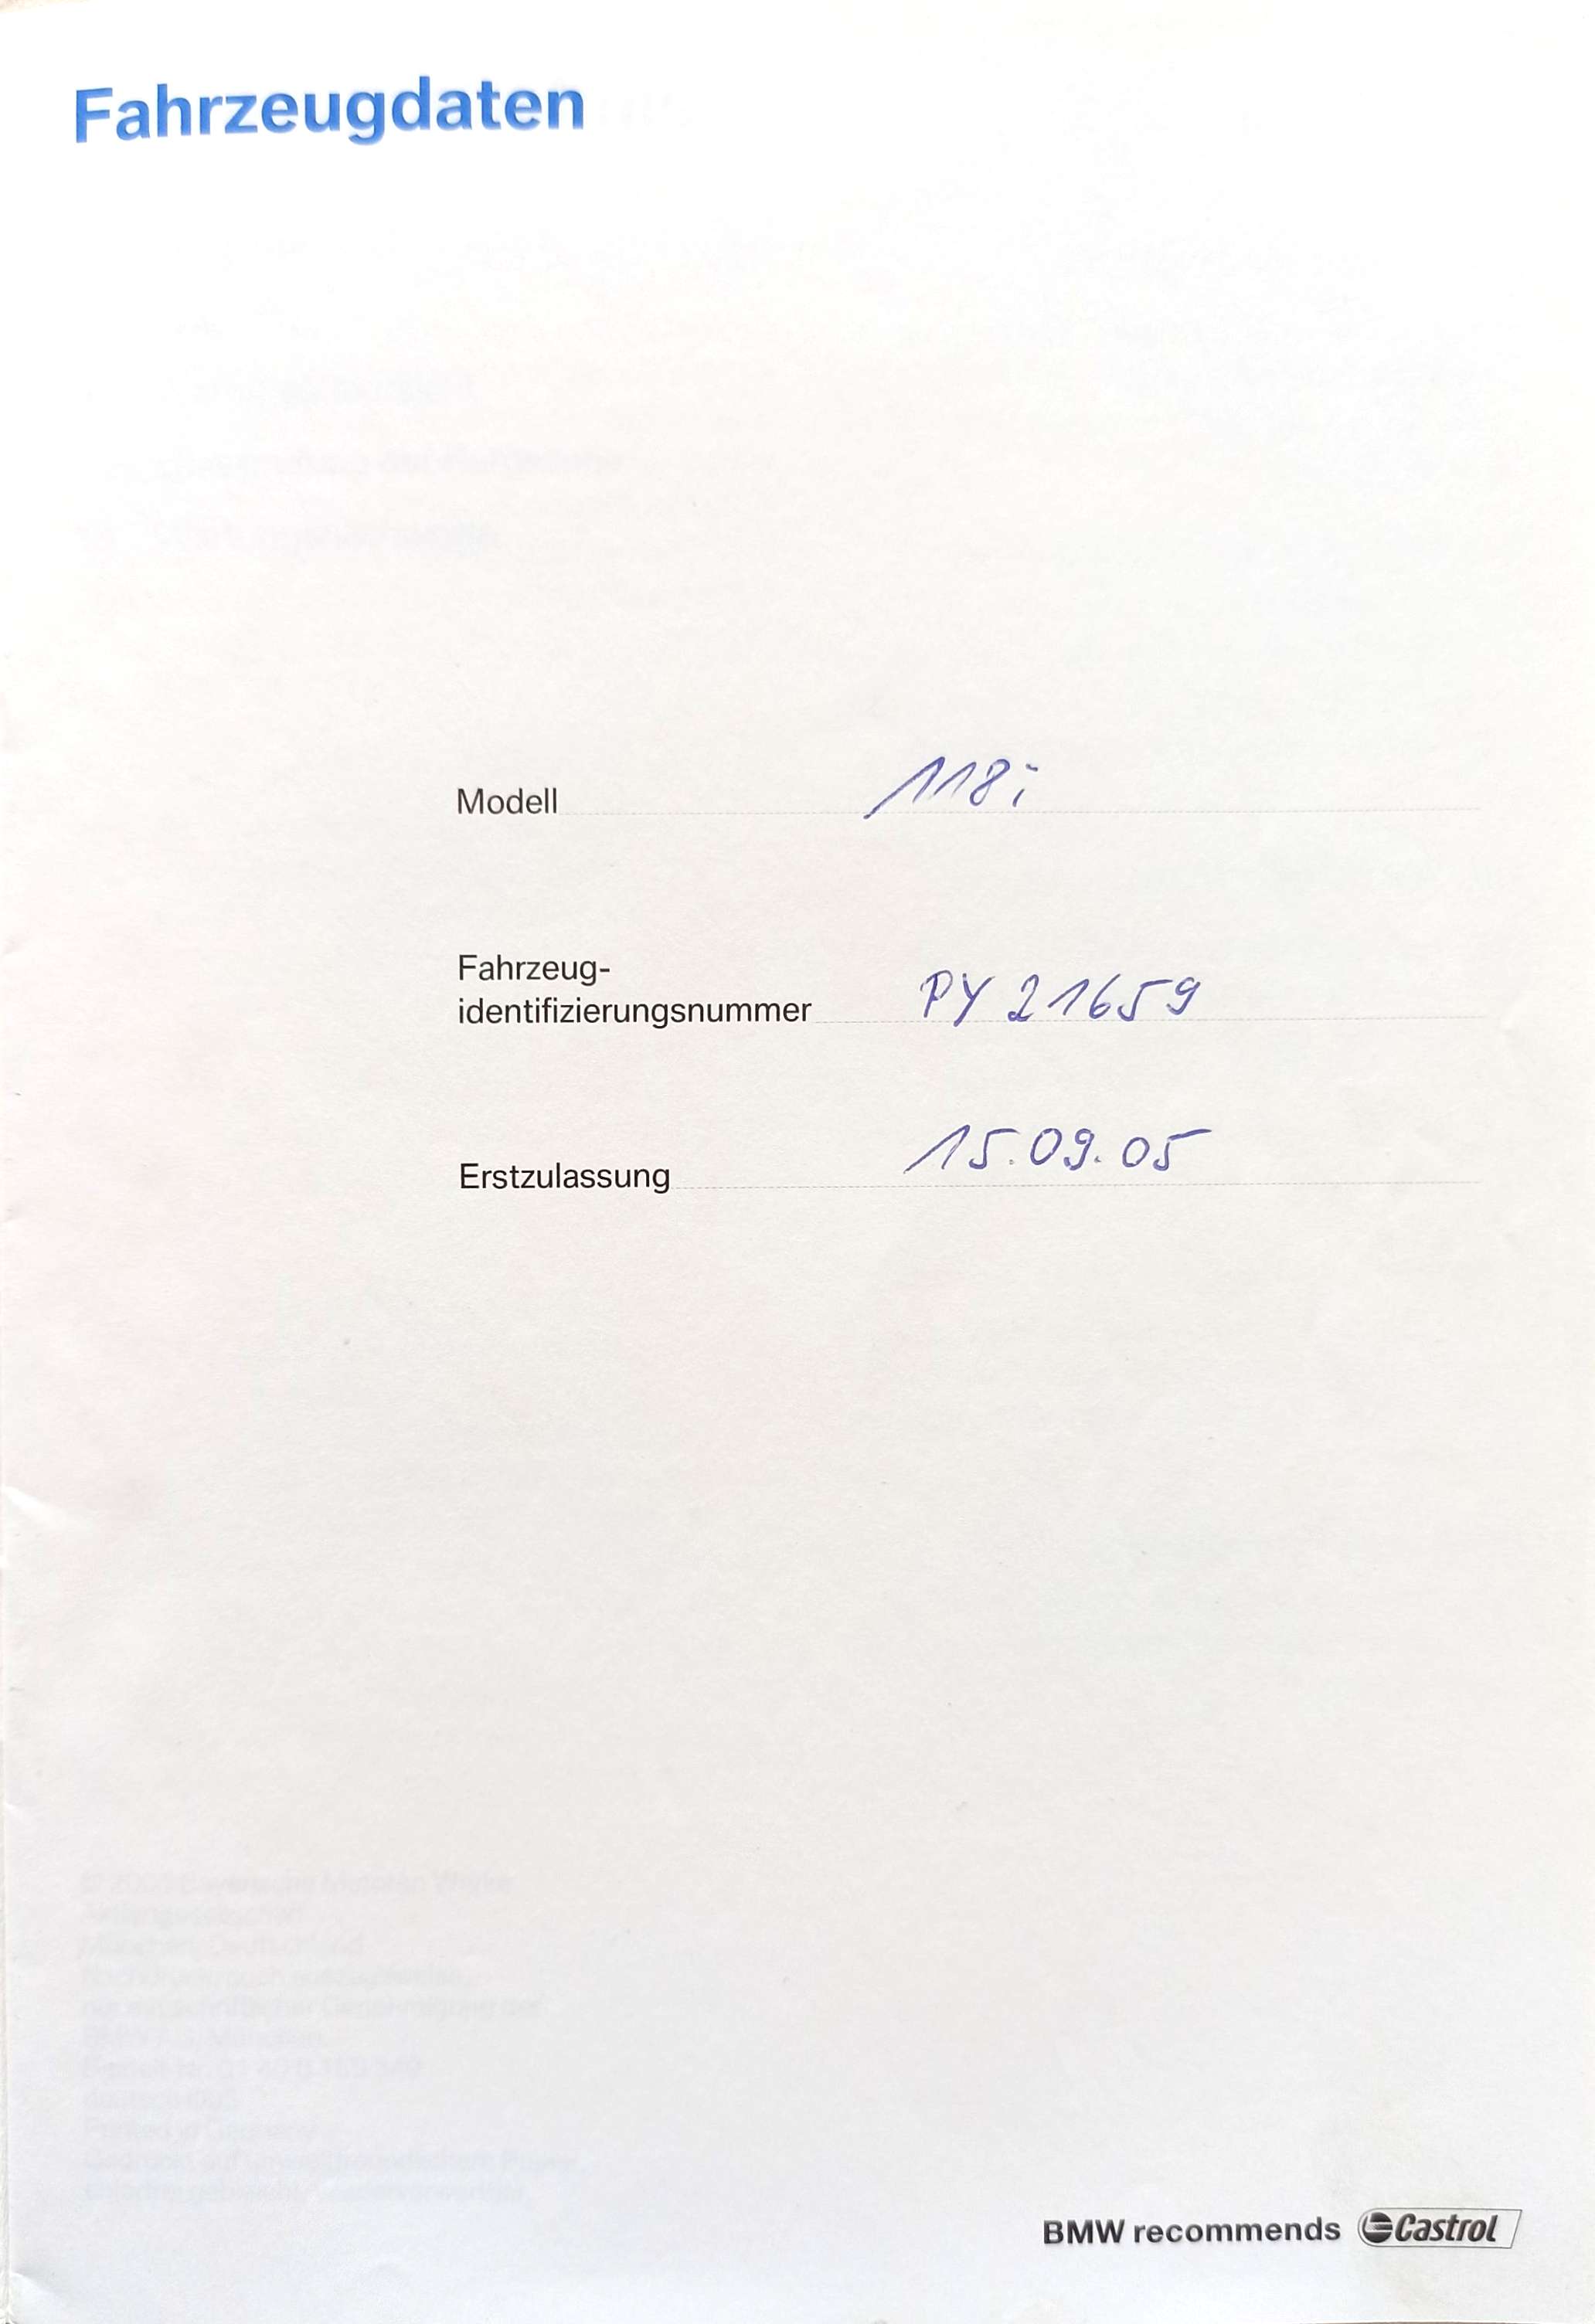 Fahrzeugdaten
Modell 118i
Fahrzeug-
identifizierungsnummer PY 21659
Erstzulassung 15.09.05
BMW recommends Castrol